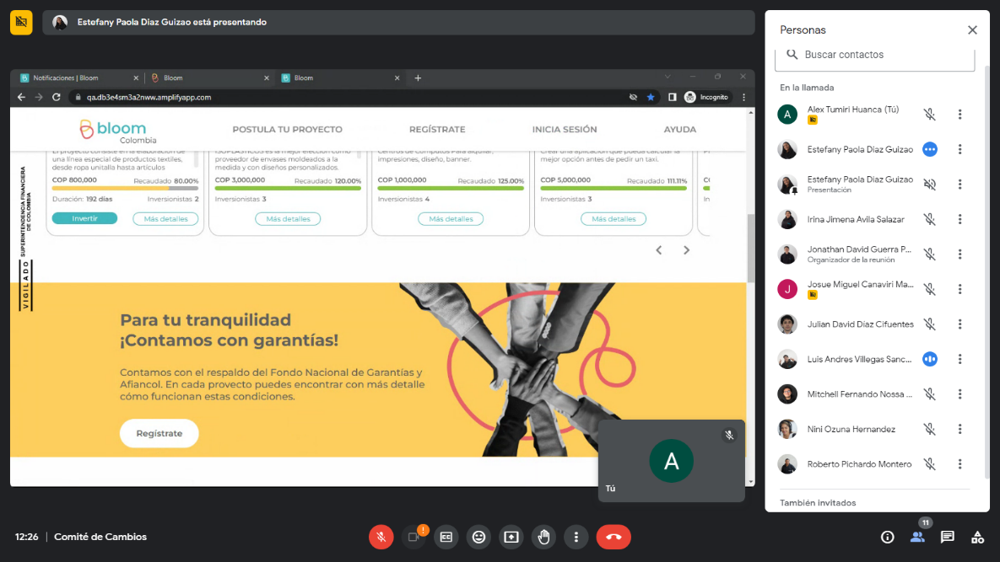 Estefany Paola Diaz Guizao está presentando
Notificaciones | Bloom
Bloom
Bloom
qa.db3e4sm3a2nww.amplifyapp.com
Incognito
bloom
Colombia
POSTULA TU PROYECTO
REGÍSTRATE
INICIA SESIÓN
AYUDA
El proyecto consiste en la elaboración de
una línea especial de productos textiles,
desde ropa unitalla hasta artículos
COP 800,000
Recaudado 80.00%
Duración: 192 días
Inversionistas 2
Invertir
Más detalles
ISOPLASTICOS es la mejor elección como
proveedor de envases moldeados a la
medida y con diseños personalizados.
COP 3,000,000
Recaudado 120.00%
Inversionistas 3
Más detalles
Centros de Computos Para alquilar,
impresiones, diseño, banner.
COP 1,000,000
Recaudado 125.00%
Inversionistas 4
Más detalles
Crearé una aplicación que pueda calcular la
mejor opción antes de pedir un taxi.
COP 5,000,000
Recaudado 111.11%
Inversionistas 3
Más detalles
VIGILADO
SUPERINTENDENCIA FINANCIERA
DE COLOMBIA
Para tu tranquilidad
¡Contamos con garantías!
Contamos con el respaldo del Fondo Nacional de Garantías y
Afiancol. En cada proyecto puedes encontrar con más detalle
cómo funcionan estas condiciones.
Regístrate
A
Tú
Personas
Buscar contactos
En la llamada
A
Alex Tumiri Huanca (Tú)
Estefany Paola Diaz Guizao
Estefany Paola Diaz Guizao
Presentación
Irina Jimena Avila Salazar
Jonathan David Guerra P...
Organizador de la reunión
J
Josue Miguel Canaviri Ma...
Julian David Díaz Cifuentes
Luis Andres Villegas Sanc...
Mitchell Fernando Nossa ...
Nini Ozuna Hernandez
Roberto Pichardo Montero
También invitados
12:26 | Comité de Cambios
11